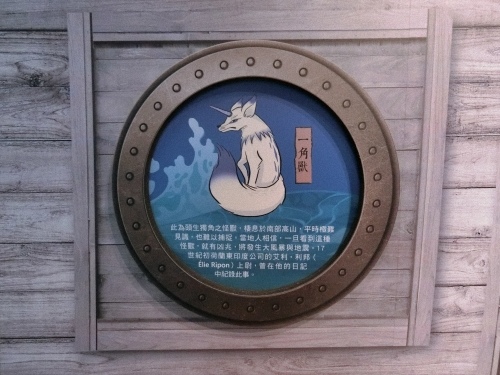 一角獸
此為頭生獨角之怪獸，棲息於南部高山，平時極難
見識，也難以捕捉。當地人相信，一旦看到這種
怪獸，就有凶兆，將發生大風暴與地震。17
世紀初荷蘭東印度公司的艾利．利邦（
Élie Ripon）上尉，曾在他的日記
中紀錄此事。